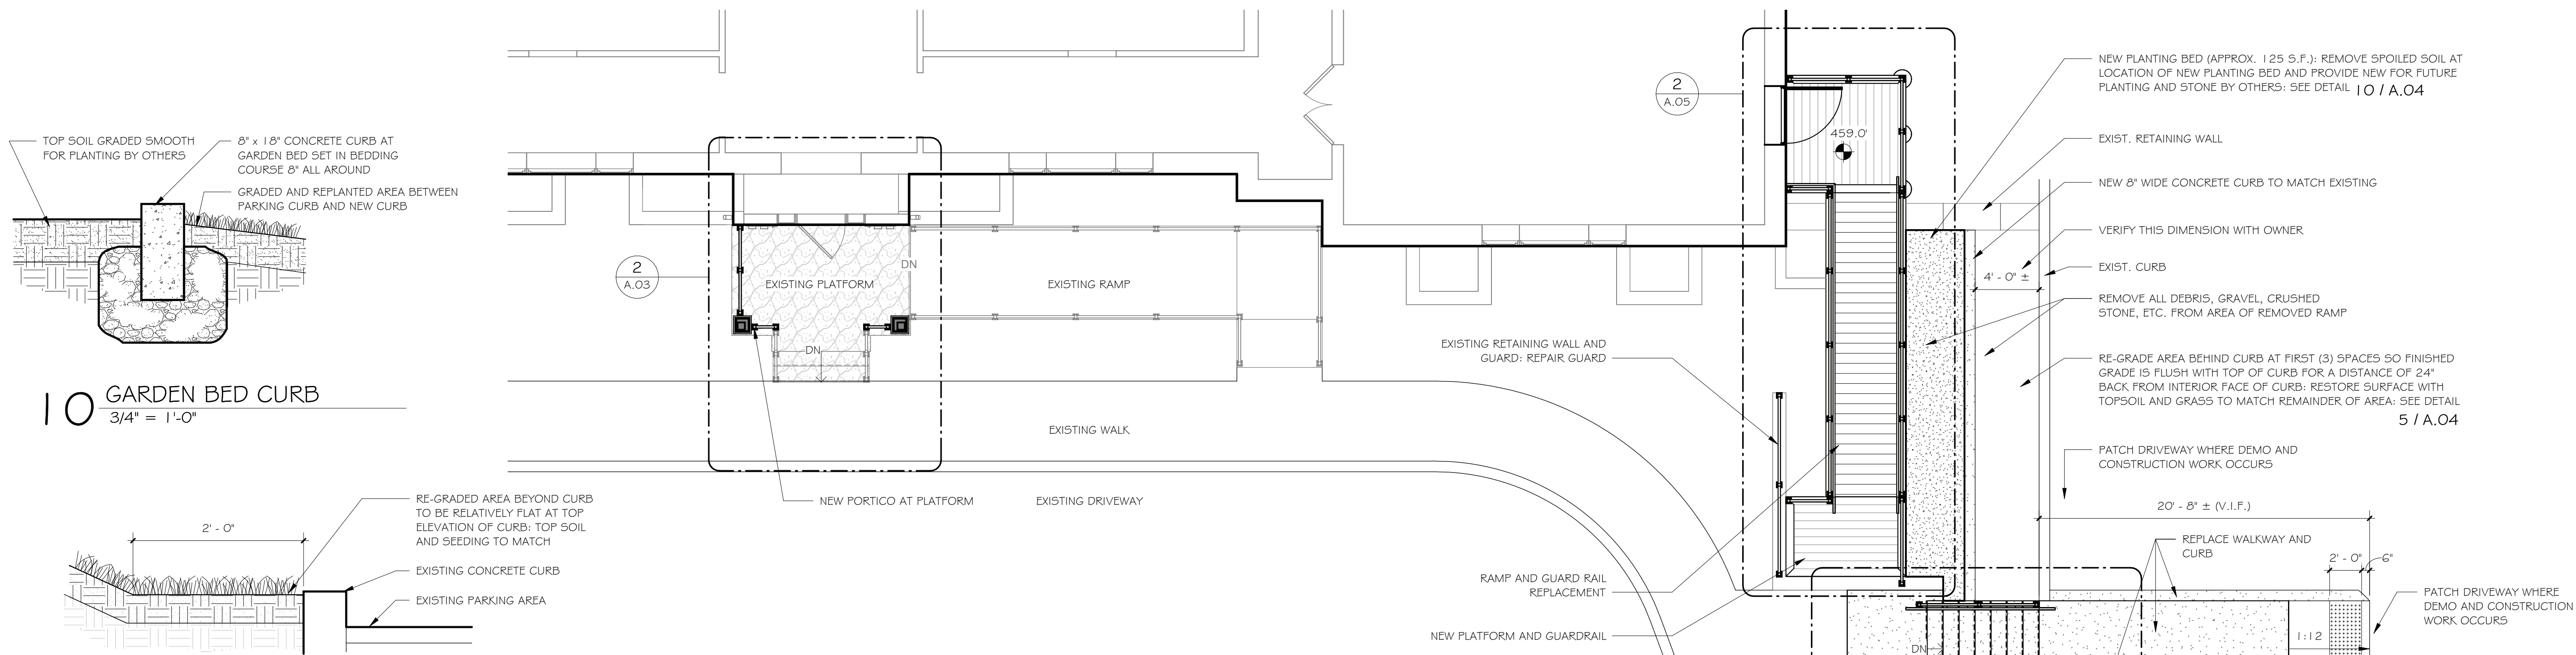 TOP SOIL GRADED SMOOTH
FOR PLANTING BY OTHERS
8" x 18" CONCRETE CURB AT
GARDEN BED SET IN BEDDING
COURSE 8" ALL AROUND
GRADED AND REPLANTED AREA BETWEEN
PARKING CURB AND NEW CURB
10 GARDEN BED CURB
3/4" = 1'-0"
2' - 0"
RE-GRADED AREA BEYOND CURB
TO BE RELATIVELY FLAT AT TOP
ELEVATION OF CURB: TOP SOIL
AND SEEDING TO MATCH
EXISTING CONCRETE CURB
EXISTING PARKING AREA
2
A.03
EXISTING PLATFORM
DN
DN
EXISTING RAMP
EXISTING WALK
NEW PORTICO AT PLATFORM
EXISTING DRIVEWAY
2
A.05
459.0'
EXISTING RETAINING WALL AND
GUARD: REPAIR GUARD
RAMP AND GUARD RAIL
REPLACEMENT
NEW PLATFORM AND GUARDRAIL
NEW PLANTING BED (APPROX. 125 S.F.): REMOVE SPOILED SOIL AT
LOCATION OF NEW PLANTING BED AND PROVIDE NEW FOR FUTURE
PLANTING AND STONE BY OTHERS: SEE DETAIL 10 / A.04
EXIST. RETAINING WALL
NEW 8" WIDE CONCRETE CURB TO MATCH EXISTING
VERIFY THIS DIMENSION WITH OWNER
4' - 0" ±
EXIST. CURB
REMOVE ALL DEBRIS, GRAVEL, CRUSHED
STONE, ETC. FROM AREA OF REMOVED RAMP
RE-GRADE AREA BEHIND CURB AT FIRST (3) SPACES SO FINISHED
GRADE IS FLUSH WITH TOP OF CURB FOR A DISTANCE OF 24"
BACK FROM INTERIOR FACE OF CURB: RESTORE SURFACE WITH
TOPSOIL AND GRASS TO MATCH REMAINDER OF AREA: SEE DETAIL
5 / A.04
PATCH DRIVEWAY WHERE DEMO AND
CONSTRUCTION WORK OCCURS
20' - 8" ± (V.I.F.)
REPLACE WALKWAY AND
CURB
2' - 0"
6"
PATCH DRIVEWAY WHERE
DEMO AND CONSTRUCTION
WORK OCCURS
1:12
DN